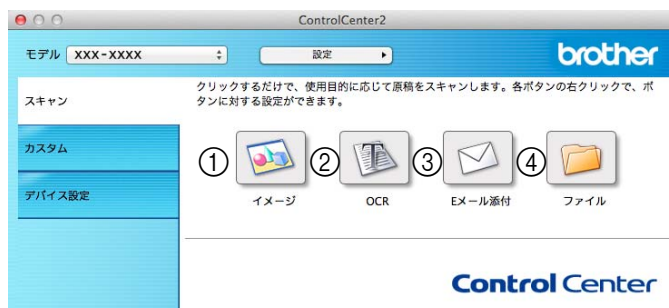 ControlCenter2
モデル XXX-XXXX 設定 brother
クリックするだけで、使用目的に応じて原稿をスキャンします。各ボタンの右クリックで、ボ
タンに対する設定ができます。
スキャン
カスタム
デバイス設定
① ② ③ ④
イメージ OCR Eメール添付 ファイル
Control Center